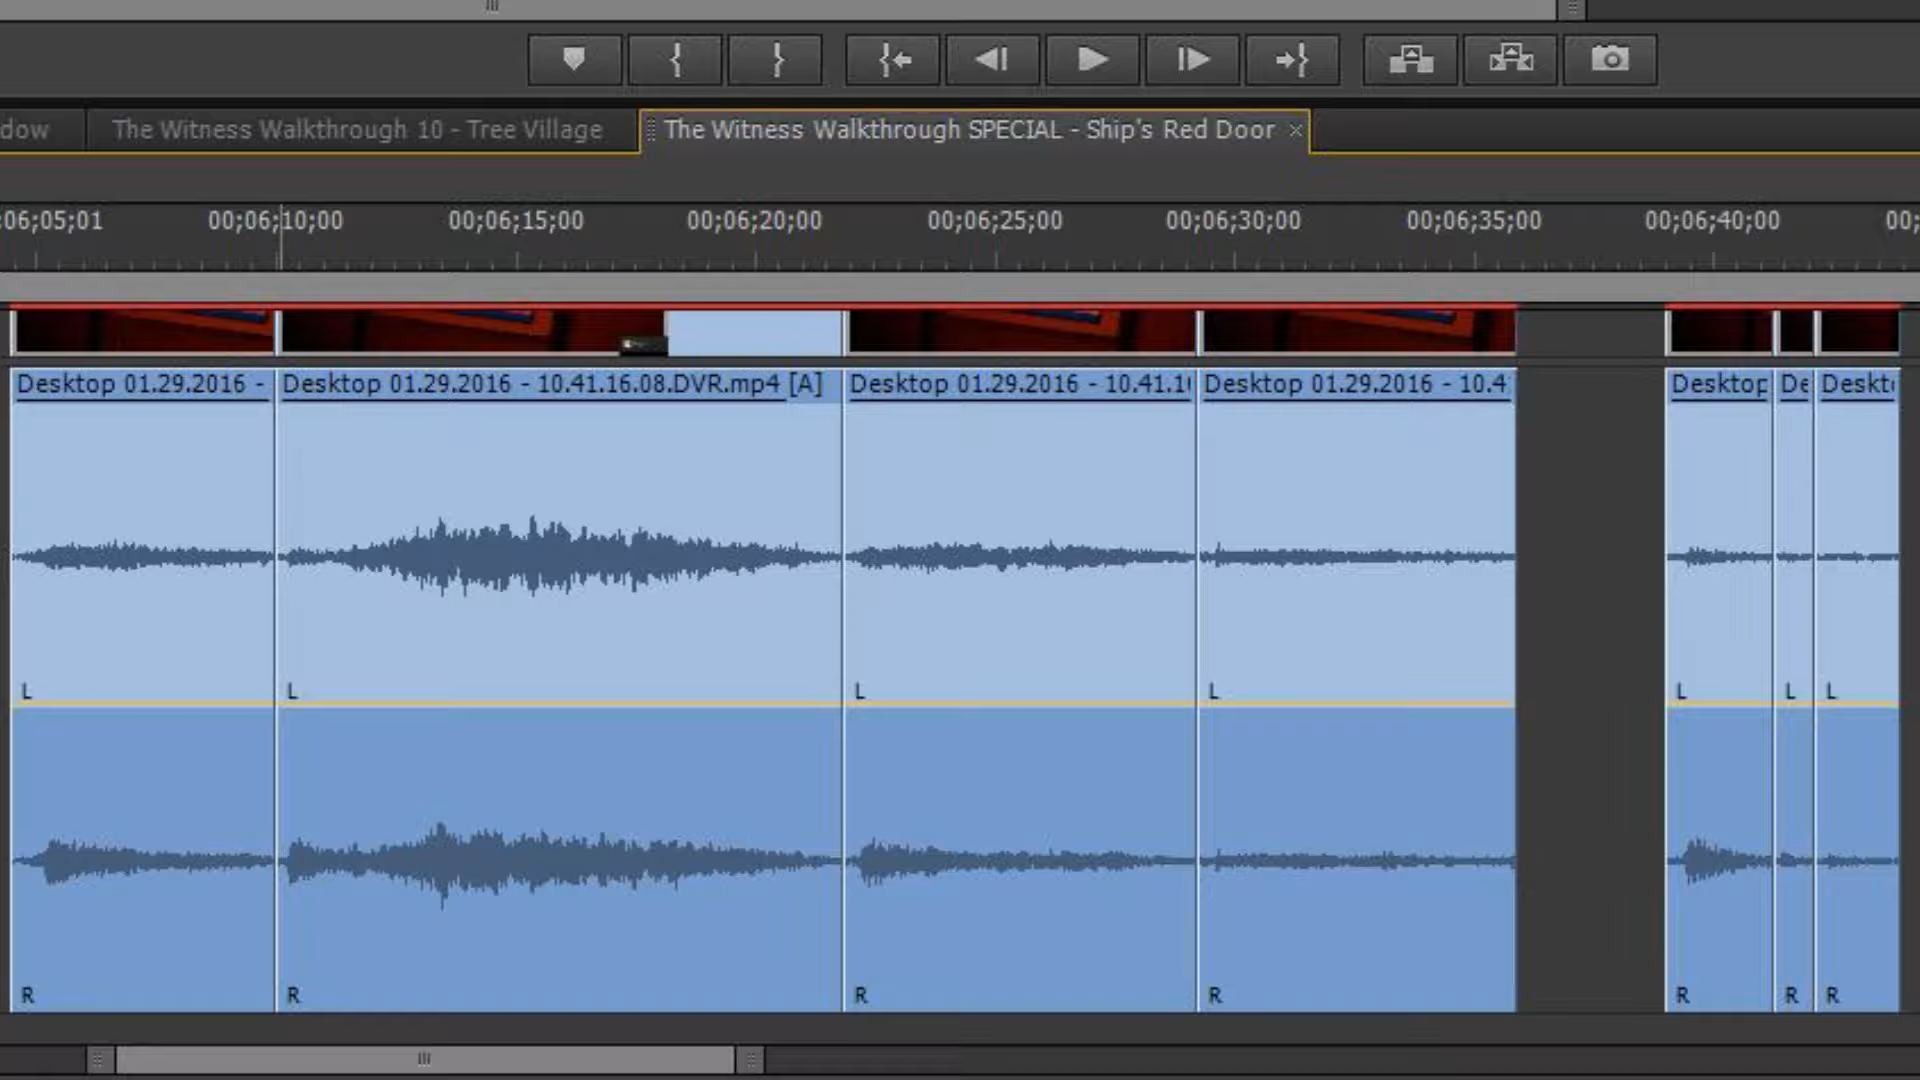 dow
The Witness Walkthrough 10 - Tree Village
The Witness Walkthrough SPECIAL - Ship's Red Door ×
:06;05;01 00;06;10;00 00;06;15;00 00;06;20;00 00;06;25;00 00;06;30;00 00;06;35;00 00;06;40;00 00;
Desktop 01.29.2016 - Desktop 01.29.2016 - 10.41.16.08.DVR.mp4 [A] Desktop 01.29.2016 - 10.41.1 Desktop 01.29.2016 - 10.4 Desktop De Deskt
L L L L L L L
R R R R R R R